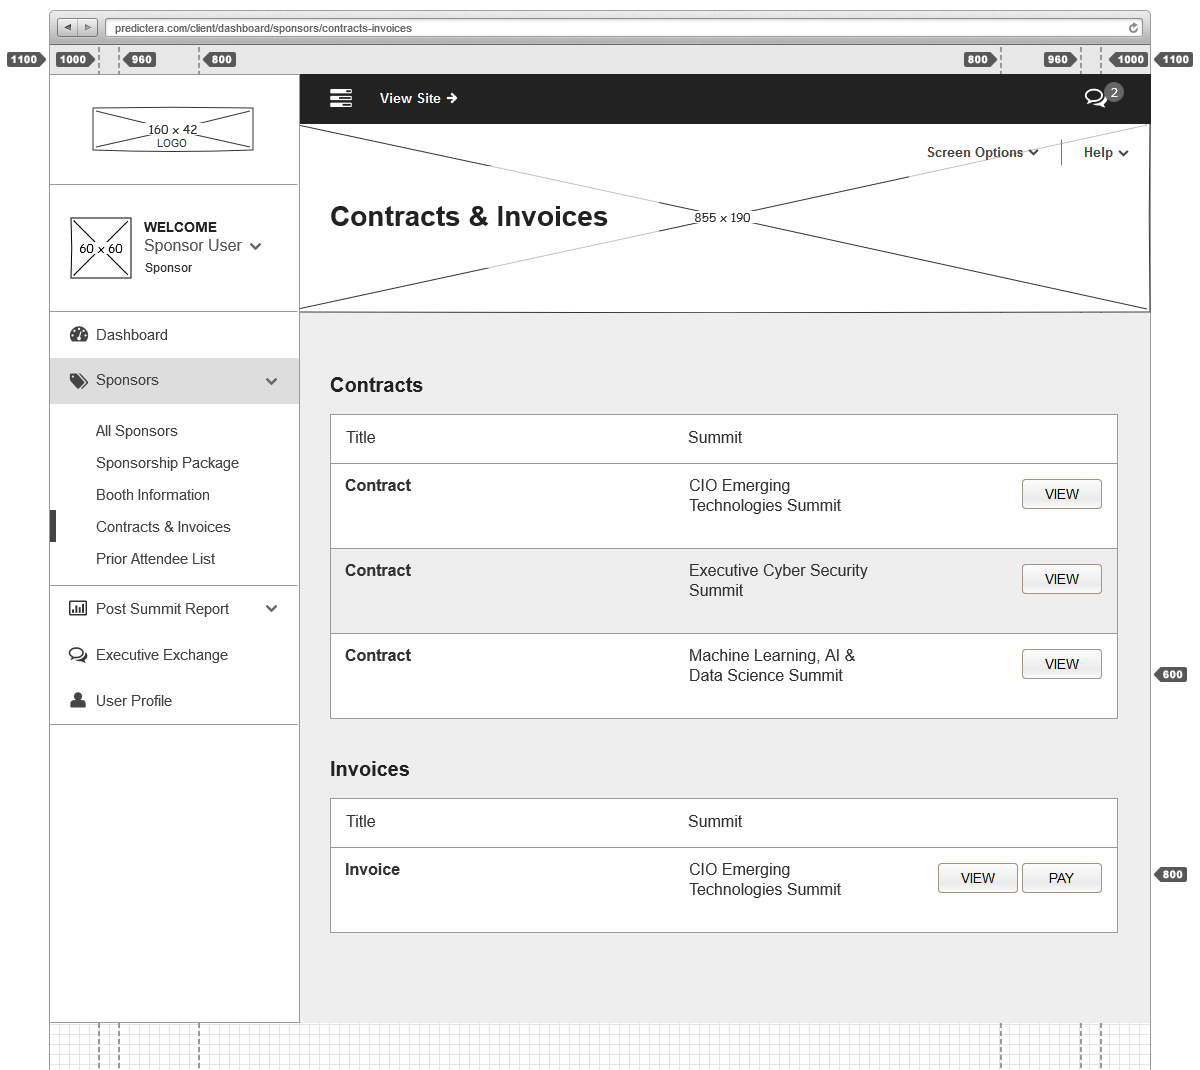 predictera.com/client/dashboard/sponsors/contracts-invoices
1100 1000 960 800 800 960 1000 1100
160 x 42
LOGO
View Site
2
Screen Options
Help
Contracts & Invoices
855 x 190
60 x 60
WELCOME
Sponsor User
Sponsor
Dashboard
Sponsors
All Sponsors
Sponsorship Package
Booth Information
Contracts & Invoices
Prior Attendee List
Post Summit Report
Executive Exchange
User Profile
Contracts
Title Summit
Contract CIO Emerging VIEW
Technologies Summit
Contract Executive Cyber Security VIEW
Summit
Contract Machine Learning, AI & VIEW
Data Science Summit
600
Invoices
Title Summit
Invoice CIO Emerging VIEW PAY
Technologies Summit
800